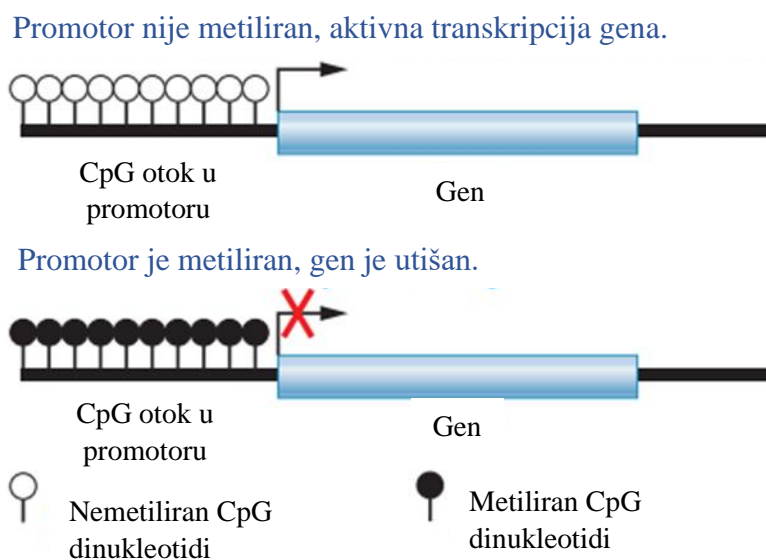 Promotor nije metiliran, aktivna transkripcija gena.
CpG otok u
promotoru
Gen
Promotor je metiliran, gen je utišan.
CpG otok u
promotoru
Gen
Nemetiliran CpG
dinukleotidi
Metiliran CpG
dinukleotidi